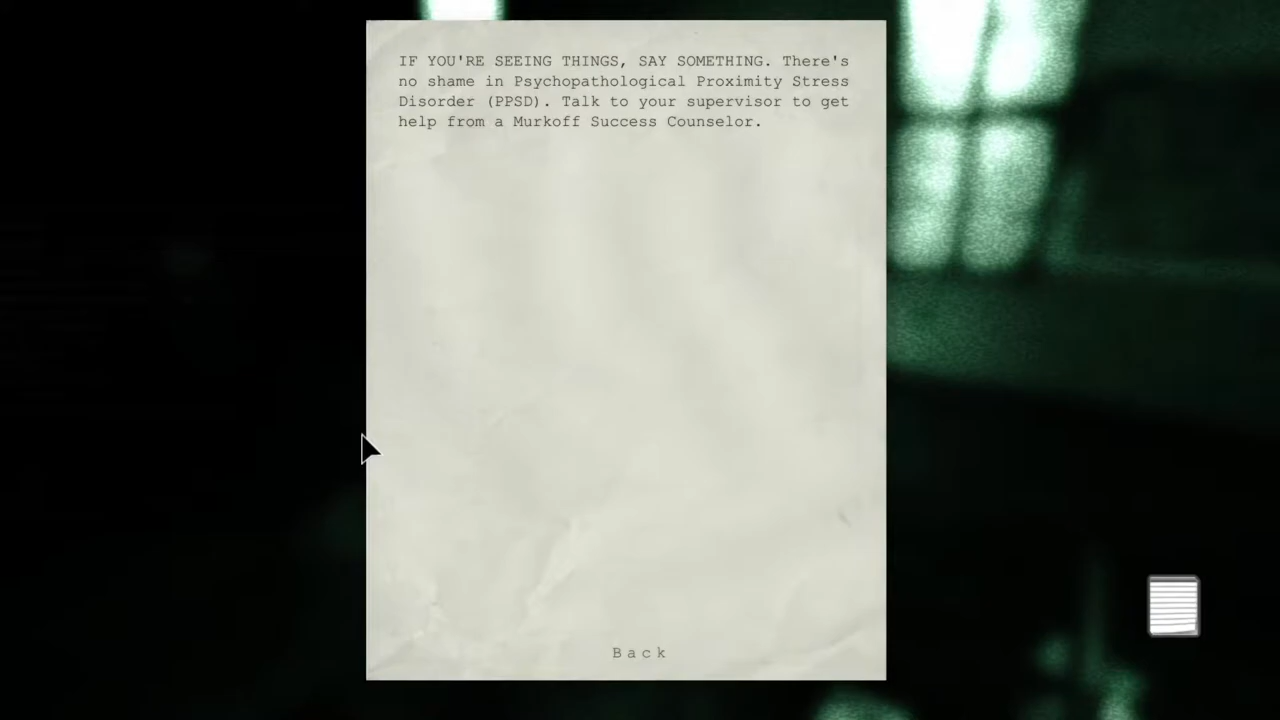 IF YOU'RE SEEING THINGS, SAY SOMETHING. There's
no shame in Psychopathological Proximity Stress
Disorder (PPSD). Talk to your supervisor to get
help from a Murkoff Success Counselor.
Back